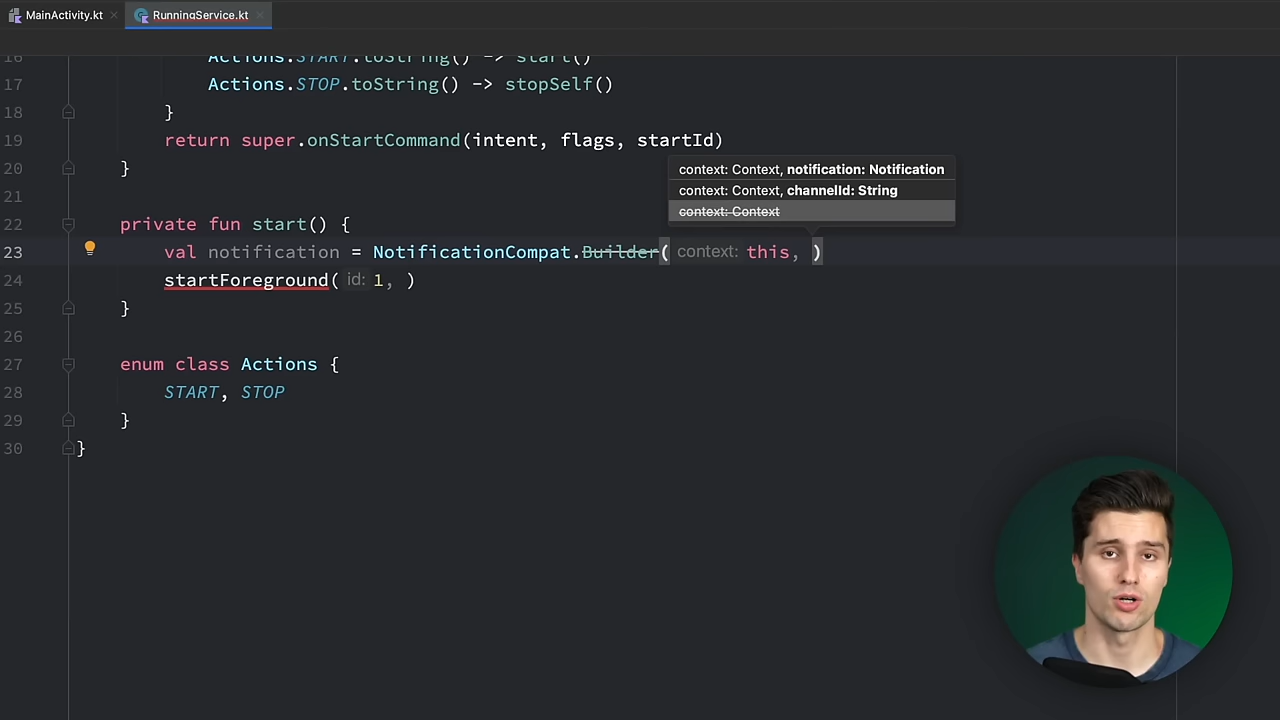 MainActivity.kt
RunningService.kt
16 Actions.START.toString() -> start()
17 Actions.STOP.toString() -> stopSelf()
18 }
19 return super.onStartCommand(intent, flags, startId)
20 }
context: Context, notification: Notification
context: Context, channelId: String
context: Context
21
22 private fun start() {
23 val notification = NotificationCompat.Builder( context: this, )
24 startForeground( id: 1, )
25 }
26
27 enum class Actions {
28 START, STOP
29 }
30 }